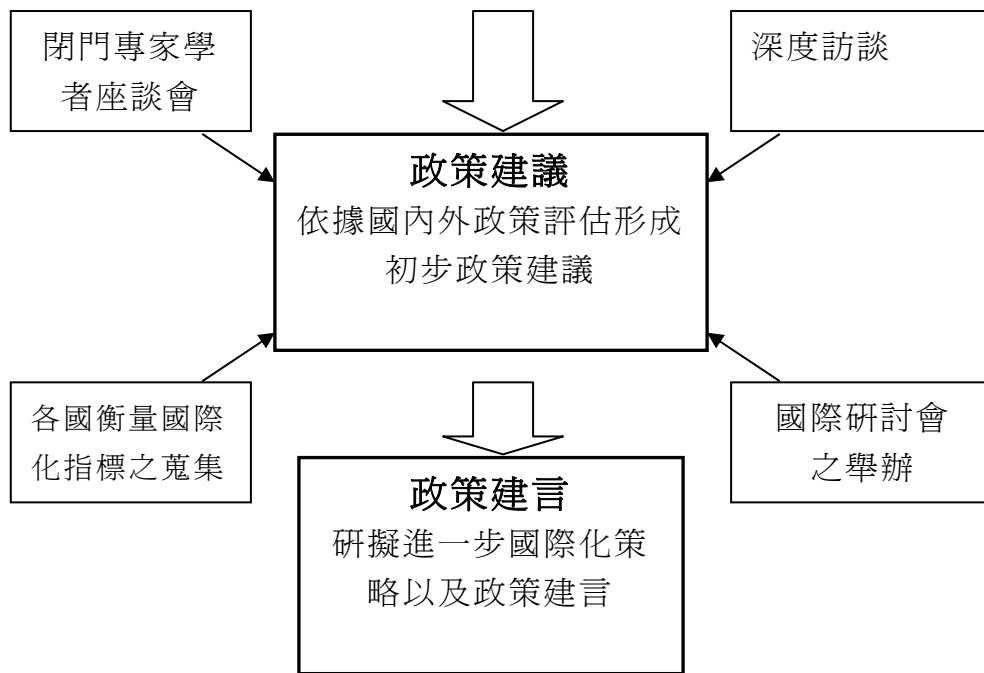 閉門專家學
者座談會
深度訪談
政策建議
依據國內外政策評估形成
初步政策建議
各國衡量國際
化指標之蒐集
國際研討會
之舉辦
政策建言
研擬進一步國際化策
略以及政策建言